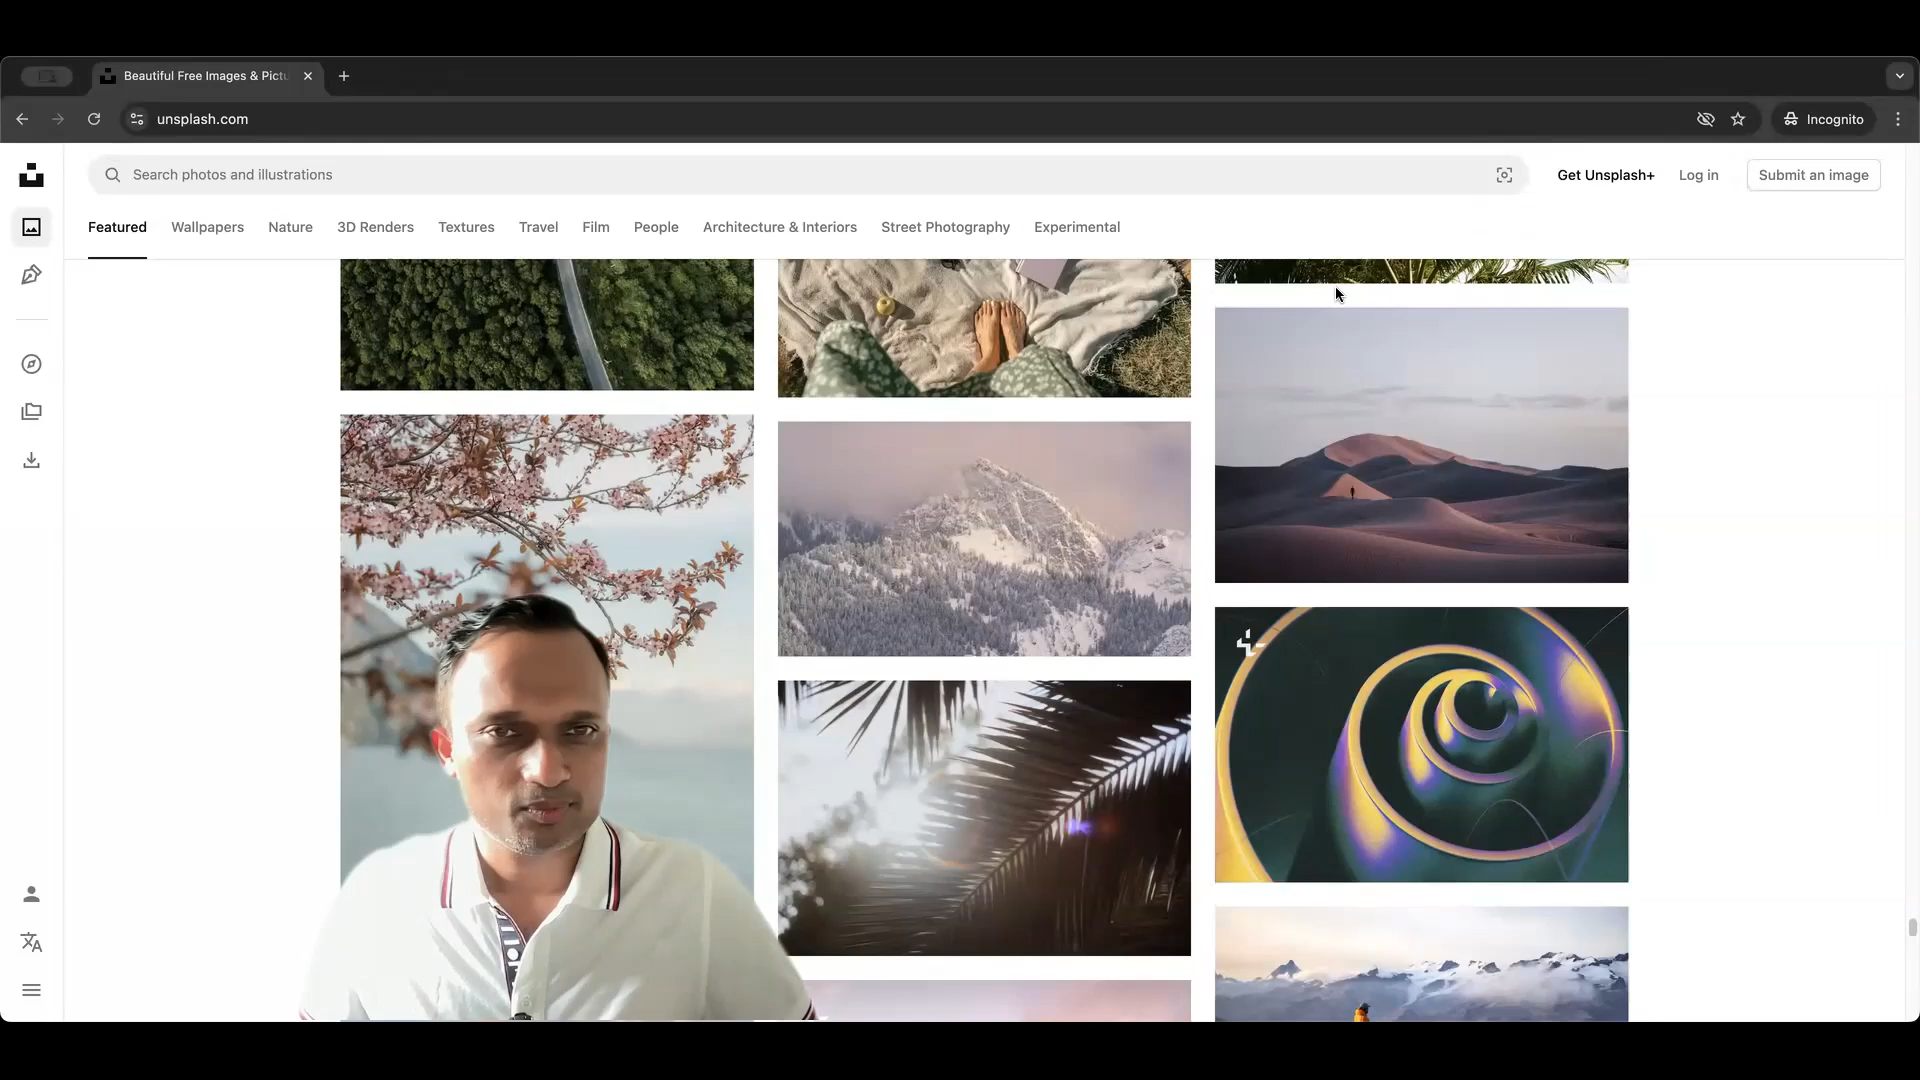 Beautiful Free Images & Pictu
unsplash.com
Incognito
Search photos and illustrations
Get Unsplash+
Log in
Submit an image
Featured
Wallpapers
Nature
3D Renders
Textures
Travel
Film
People
Architecture & Interiors
Street Photography
Experimental